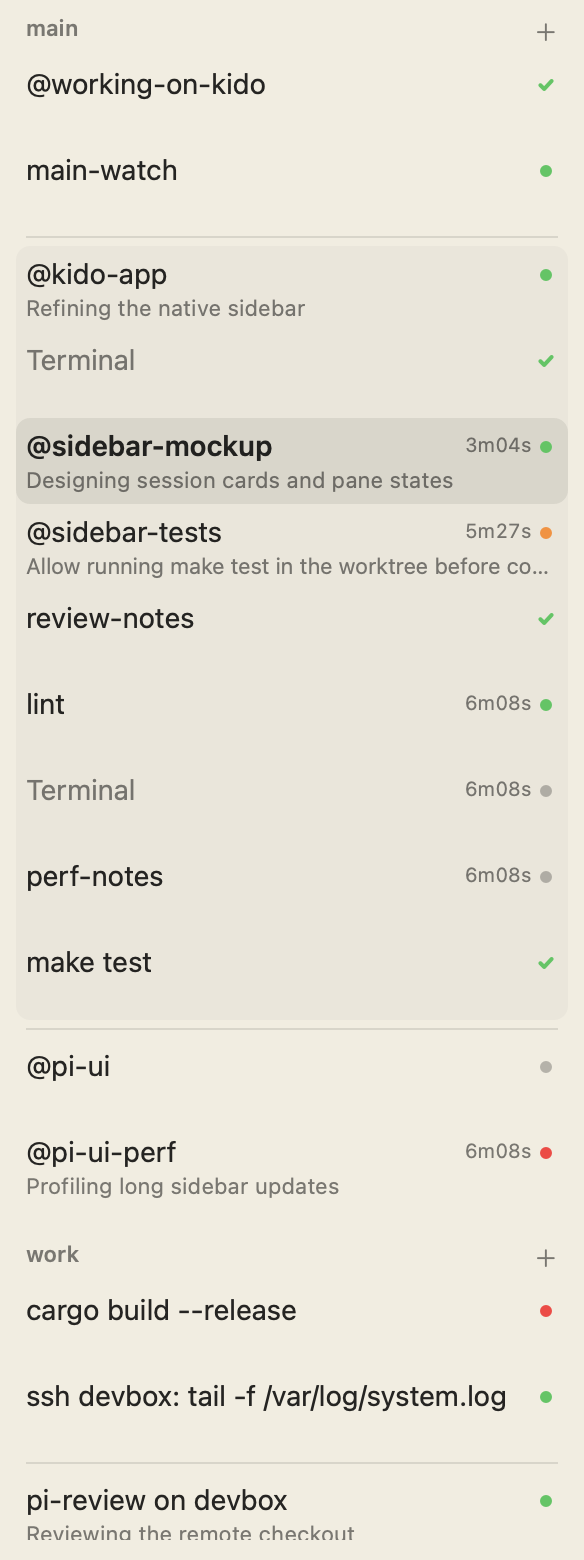 main
@working-on-kido
main-watch
@kido-app
Refining the native sidebar
Terminal
@sidebar-mockup 3m04s
Designing session cards and pane states
@sidebar-tests 5m27s
Allow running make test in the worktree before co...
review-notes
lint 6m08s
Terminal 6m08s
perf-notes 6m08s
make test
@pi-ui
@pi-ui-perf 6m08s
Profiling long sidebar updates
work
cargo build --release
ssh devbox: tail -f /var/log/system.log
pi-review on devbox
Reviewing the remote checkout